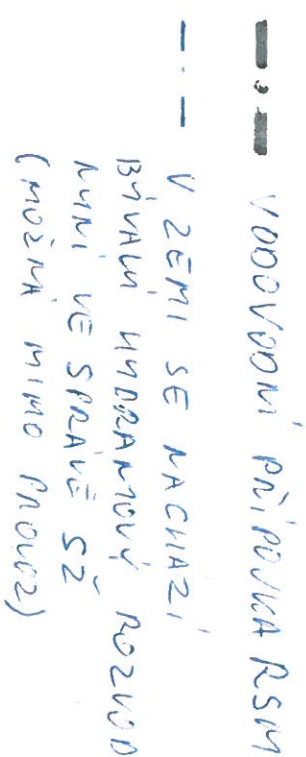 VODOVODNÍ PŘÍPOJKA RSM
V ZEMI SE NACHÁZÍ
BÝVALÝ HYDRANTOVÝ ROZVOD
NYNÍ VE SPRÁVĚ SŽ
(MOŽNÁ MIMO PROVOZ)